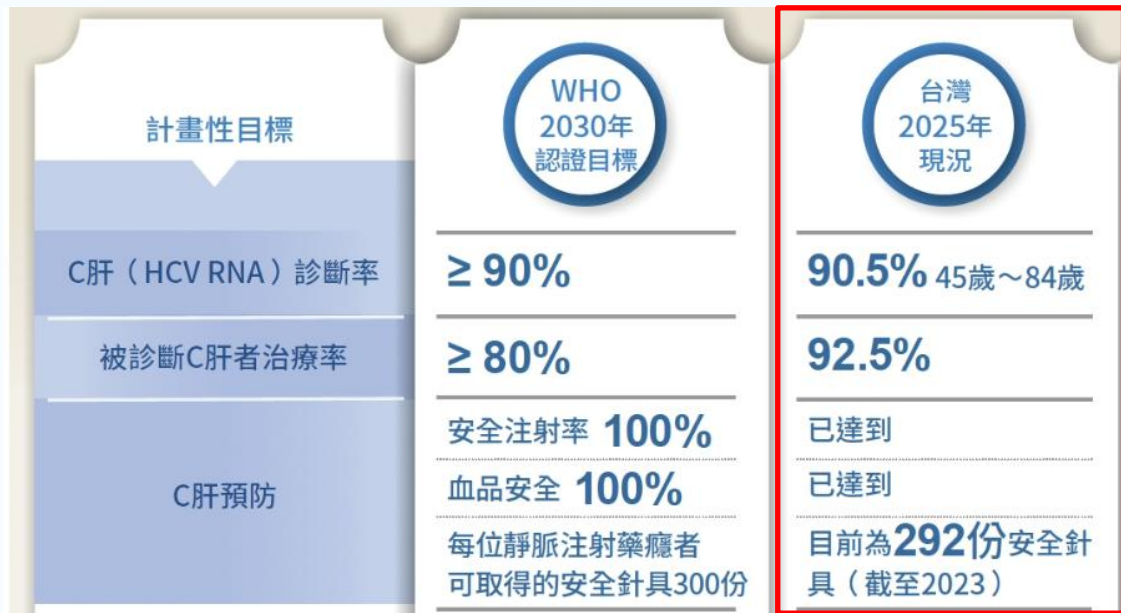 計畫性目標
WHO
2030年
認證目標
台灣
2025年
現況
C肝（HCV RNA）診斷率
≥ 90%
90.5% 45歲～84歲
被診斷C肝者治療率
≥ 80%
92.5%
C肝預防
安全注射率 100%
已達到
血品安全 100%
已達到
每位靜脈注射藥癮者
可取得的安全針具300份
目前為292份安全針
具（截至2023）